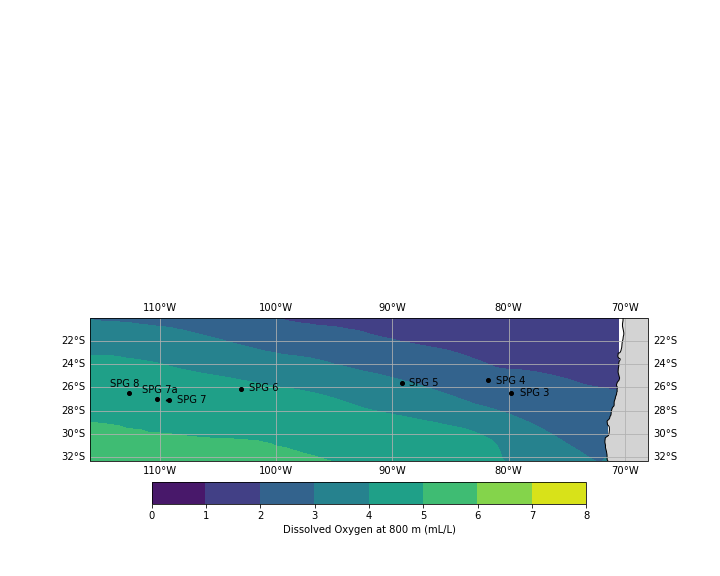 110°W 100°W 90°W 80°W 70°W
22°S 22°S
24°S 24°S
26°S 26°S
28°S 28°S
30°S 30°S
32°S 32°S
SPG 8
SPG 7a
SPG 7
SPG 6
SPG 5
SPG 4
SPG 3
110°W 100°W 90°W 80°W 70°W
0 1 2 3 4 5 6 7 8
Dissolved Oxygen at 800 m (mL/L)